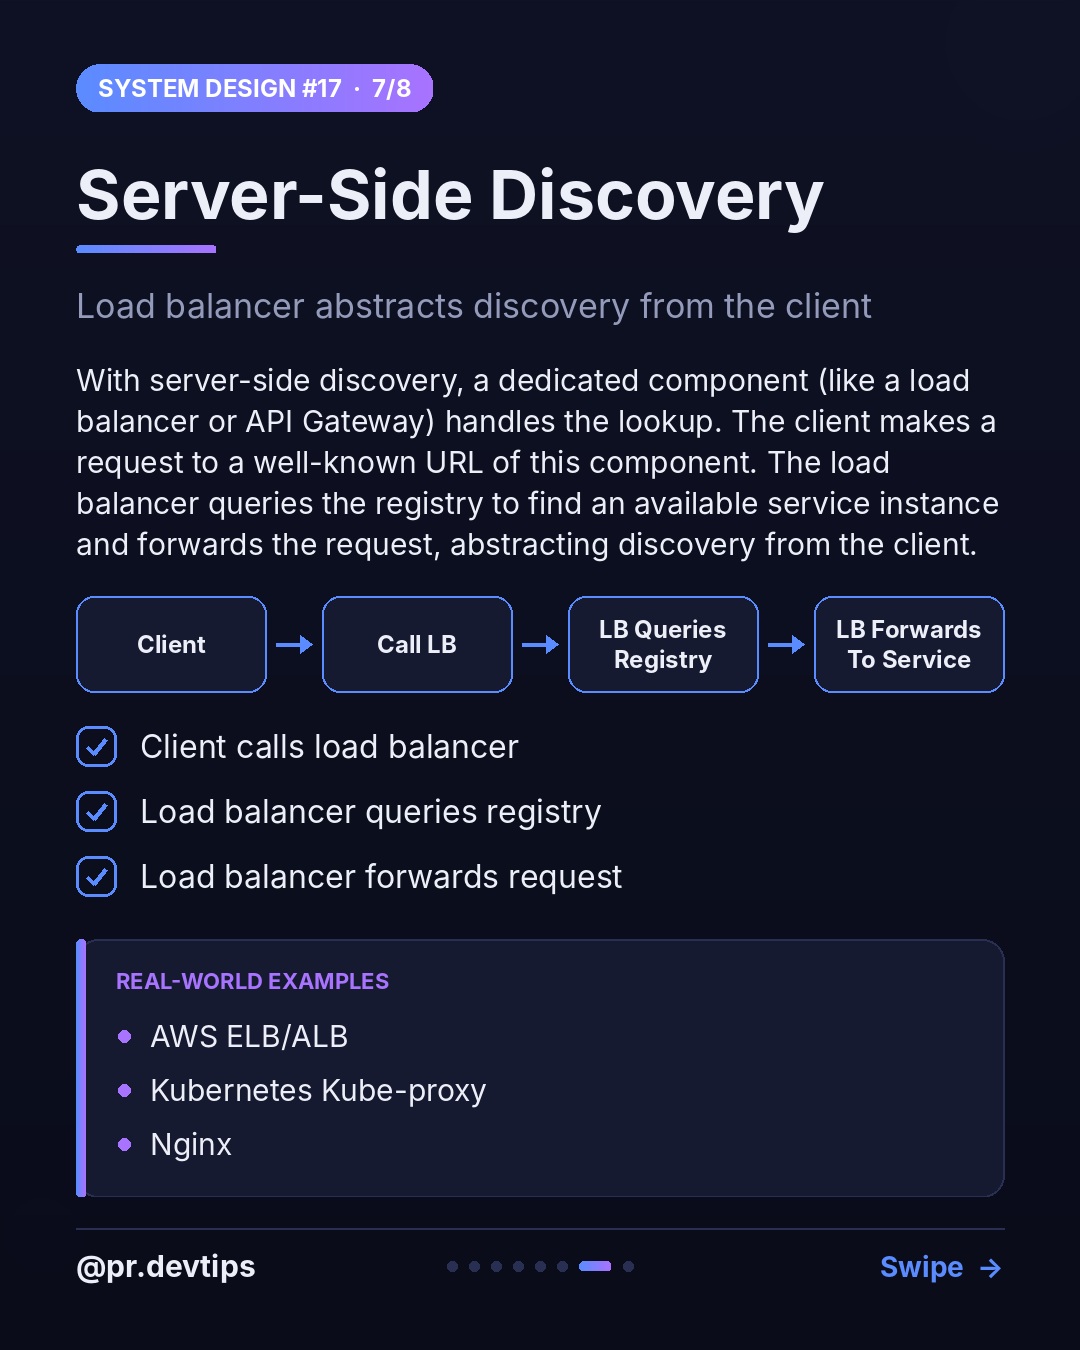 SYSTEM DESIGN #17 · 7/8
Server-Side Discovery
Load balancer abstracts discovery from the client
With server-side discovery, a dedicated component (like a load
balancer or API Gateway) handles the lookup. The client makes a
request to a well-known URL of this component. The load
balancer queries the registry to find an available service instance
and forwards the request, abstracting discovery from the client.
Client
Call LB
LB Queries
Registry
LB Forwards
To Service
Client calls load balancer
Load balancer queries registry
Load balancer forwards request
REAL-WORLD EXAMPLES
AWS ELB/ALB
Kubernetes Kube-proxy
Nginx
@pr.devtips
Swipe →